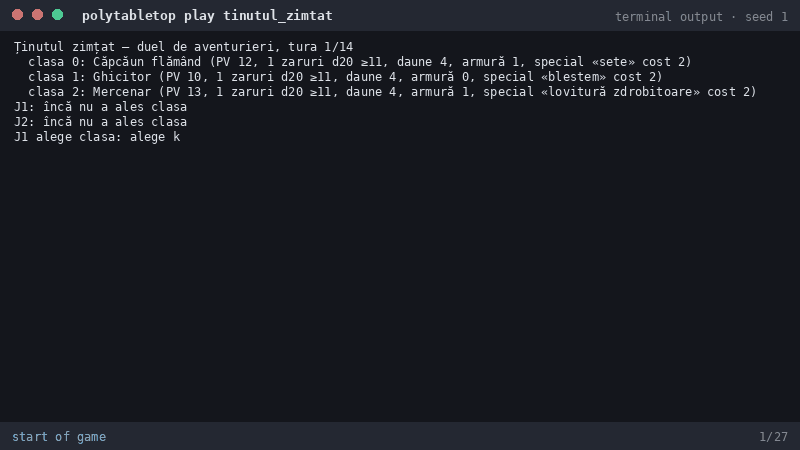 polytabletop play tinutul_zimtat
terminal output · seed 1
Ținutul zimțat — duel de aventurieri, tura 1/14
  clasa 0: Căpcăun flămând (PV 12, 1 zaruri d20 ≥11, daune 4, armură 1, special «sete» cost 2)
  clasa 1: Ghicitor (PV 10, 1 zaruri d20 ≥11, daune 4, armură 0, special «blestem» cost 2)
  clasa 2: Mercenar (PV 13, 1 zaruri d20 ≥11, daune 4, armură 1, special «lovitură zdrobitoare» cost 2)
J1: încă nu a ales clasa
J2: încă nu a ales clasa
J1 alege clasa: alege k
start of game
1/27